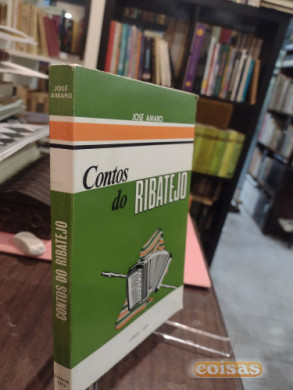 JOSÉ AMARO
Contos
do RIBATEJO
JOSÉ
AMARO
CONTOS DO RIBATEJO
coisas